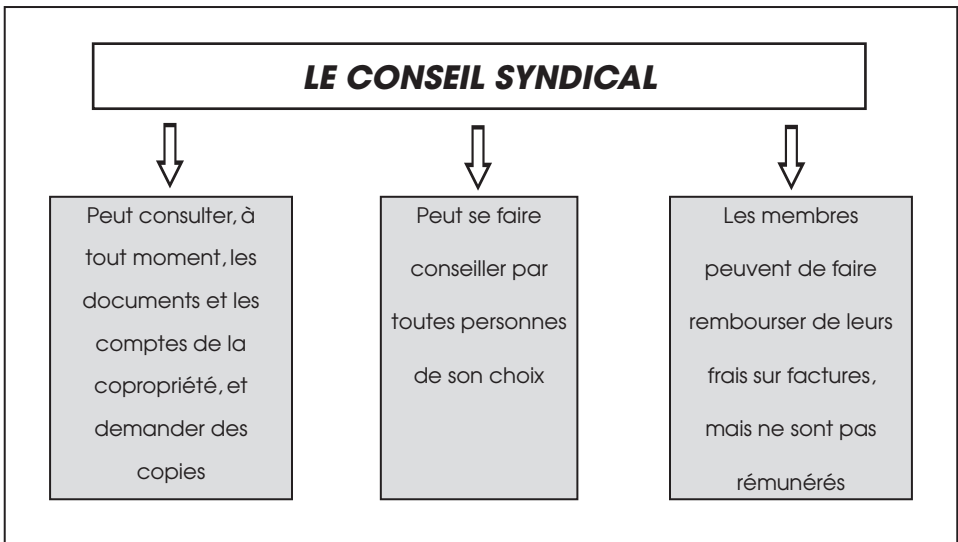 LE CONSEIL SYNDICAL
Peut consulter, à
tout moment, les
documents et les
comptes de la
copropriété, et
demander des
copies
Peut se faire
conseiller par
toutes personnes
de son choix
Les membres
peuvent de faire
rembourser de leurs
frais sur factures,
mais ne sont pas
rémunérés